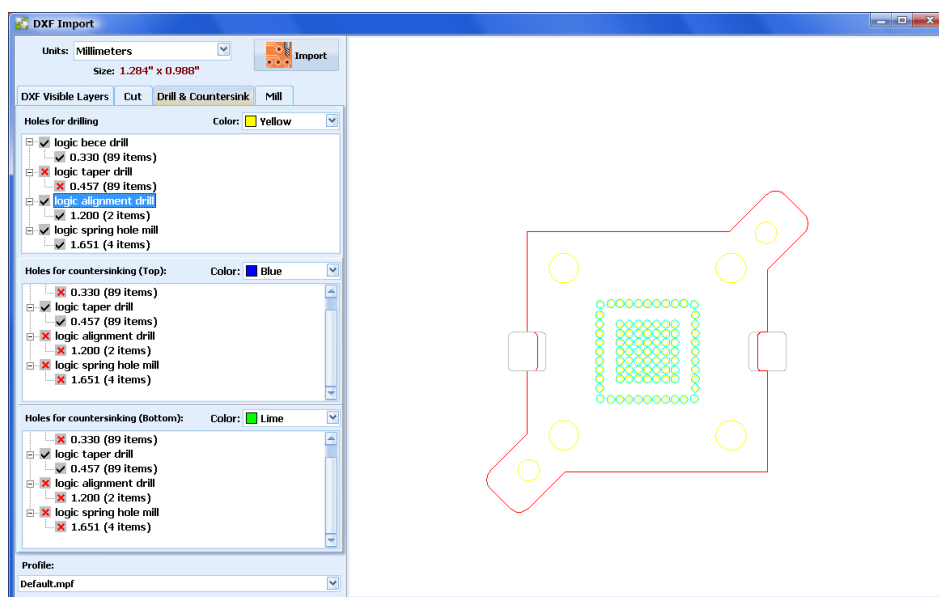 DXF Import
Units: Millimeters
Import
Size: 1.284" x 0.988"
DXF Visible Layers Cut Drill & Countersink Mill
Holes for drilling Color: Yellow
logic bece drill
0.330 (89 items)
logic taper drill
0.457 (89 items)
logic alignment drill
1.200 (2 items)
logic spring hole mill
1.651 (4 items)
Holes for countersinking (Top): Color: Blue
0.330 (89 items)
logic taper drill
0.457 (89 items)
logic alignment drill
1.200 (2 items)
logic spring hole mill
1.651 (4 items)
Holes for countersinking (Bottom): Color: Lime
0.330 (89 items)
logic taper drill
0.457 (89 items)
logic alignment drill
1.200 (2 items)
logic spring hole mill
1.651 (4 items)
Profile:
Default.mpf